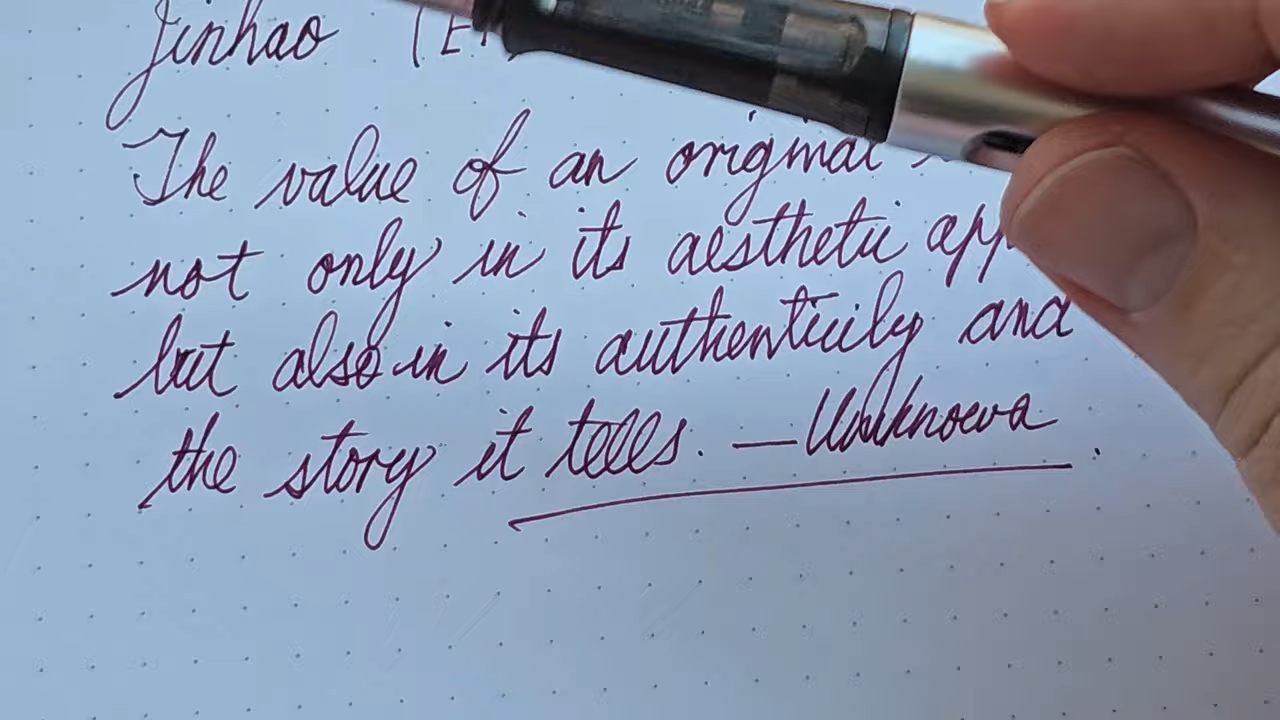 Jinhao
The value of an original
not only in its aesthetic
but also in its authenticity and
the story it tells. — Unknown